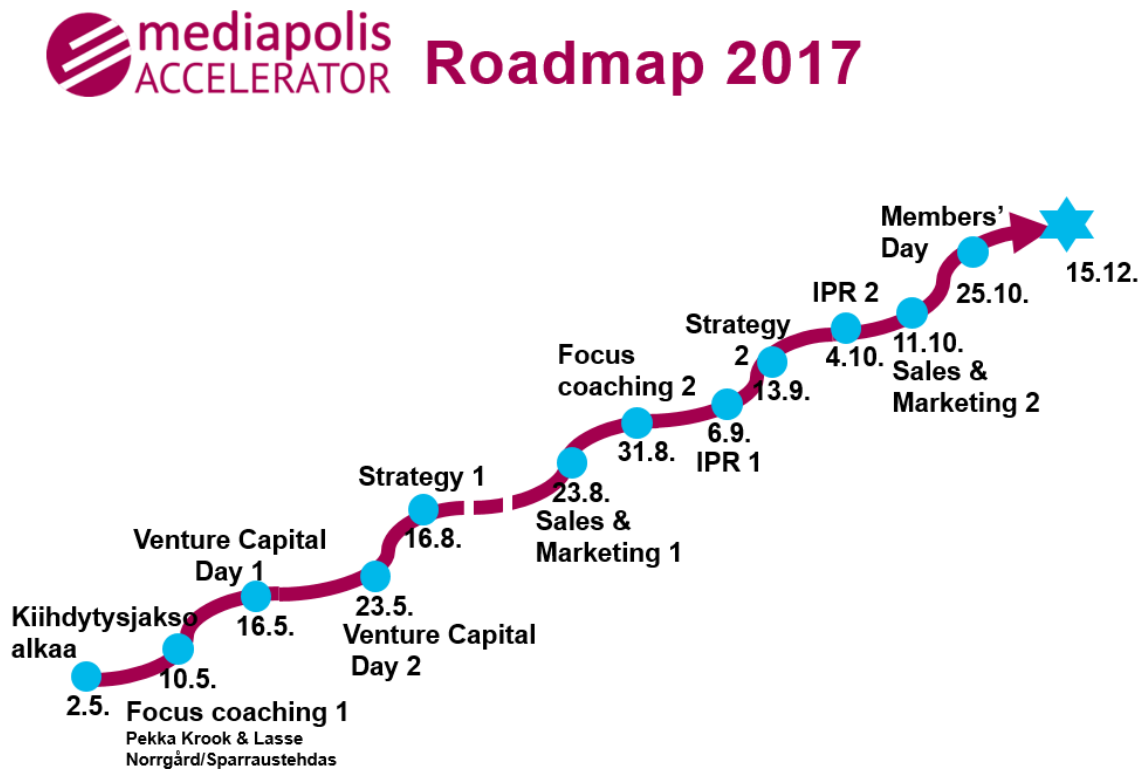 mediapolis
ACCELERATOR
Roadmap 2017
Kiihdytysjakso
alkaa
2.5.
10.5.
Focus coaching 1
Pekka Krook & Lasse
Norrgård/Sparraustehdas
Venture Capital
Day 1
16.5.
23.5.
Venture Capital
Day 2
Strategy 1
16.8.
23.8.
Sales &
Marketing 1
Focus
coaching 2
31.8.
6.9.
IPR 1
Strategy
2
13.9.
IPR 2
4.10.
11.10.
Sales &
Marketing 2
Members'
Day
25.10.
15.12.